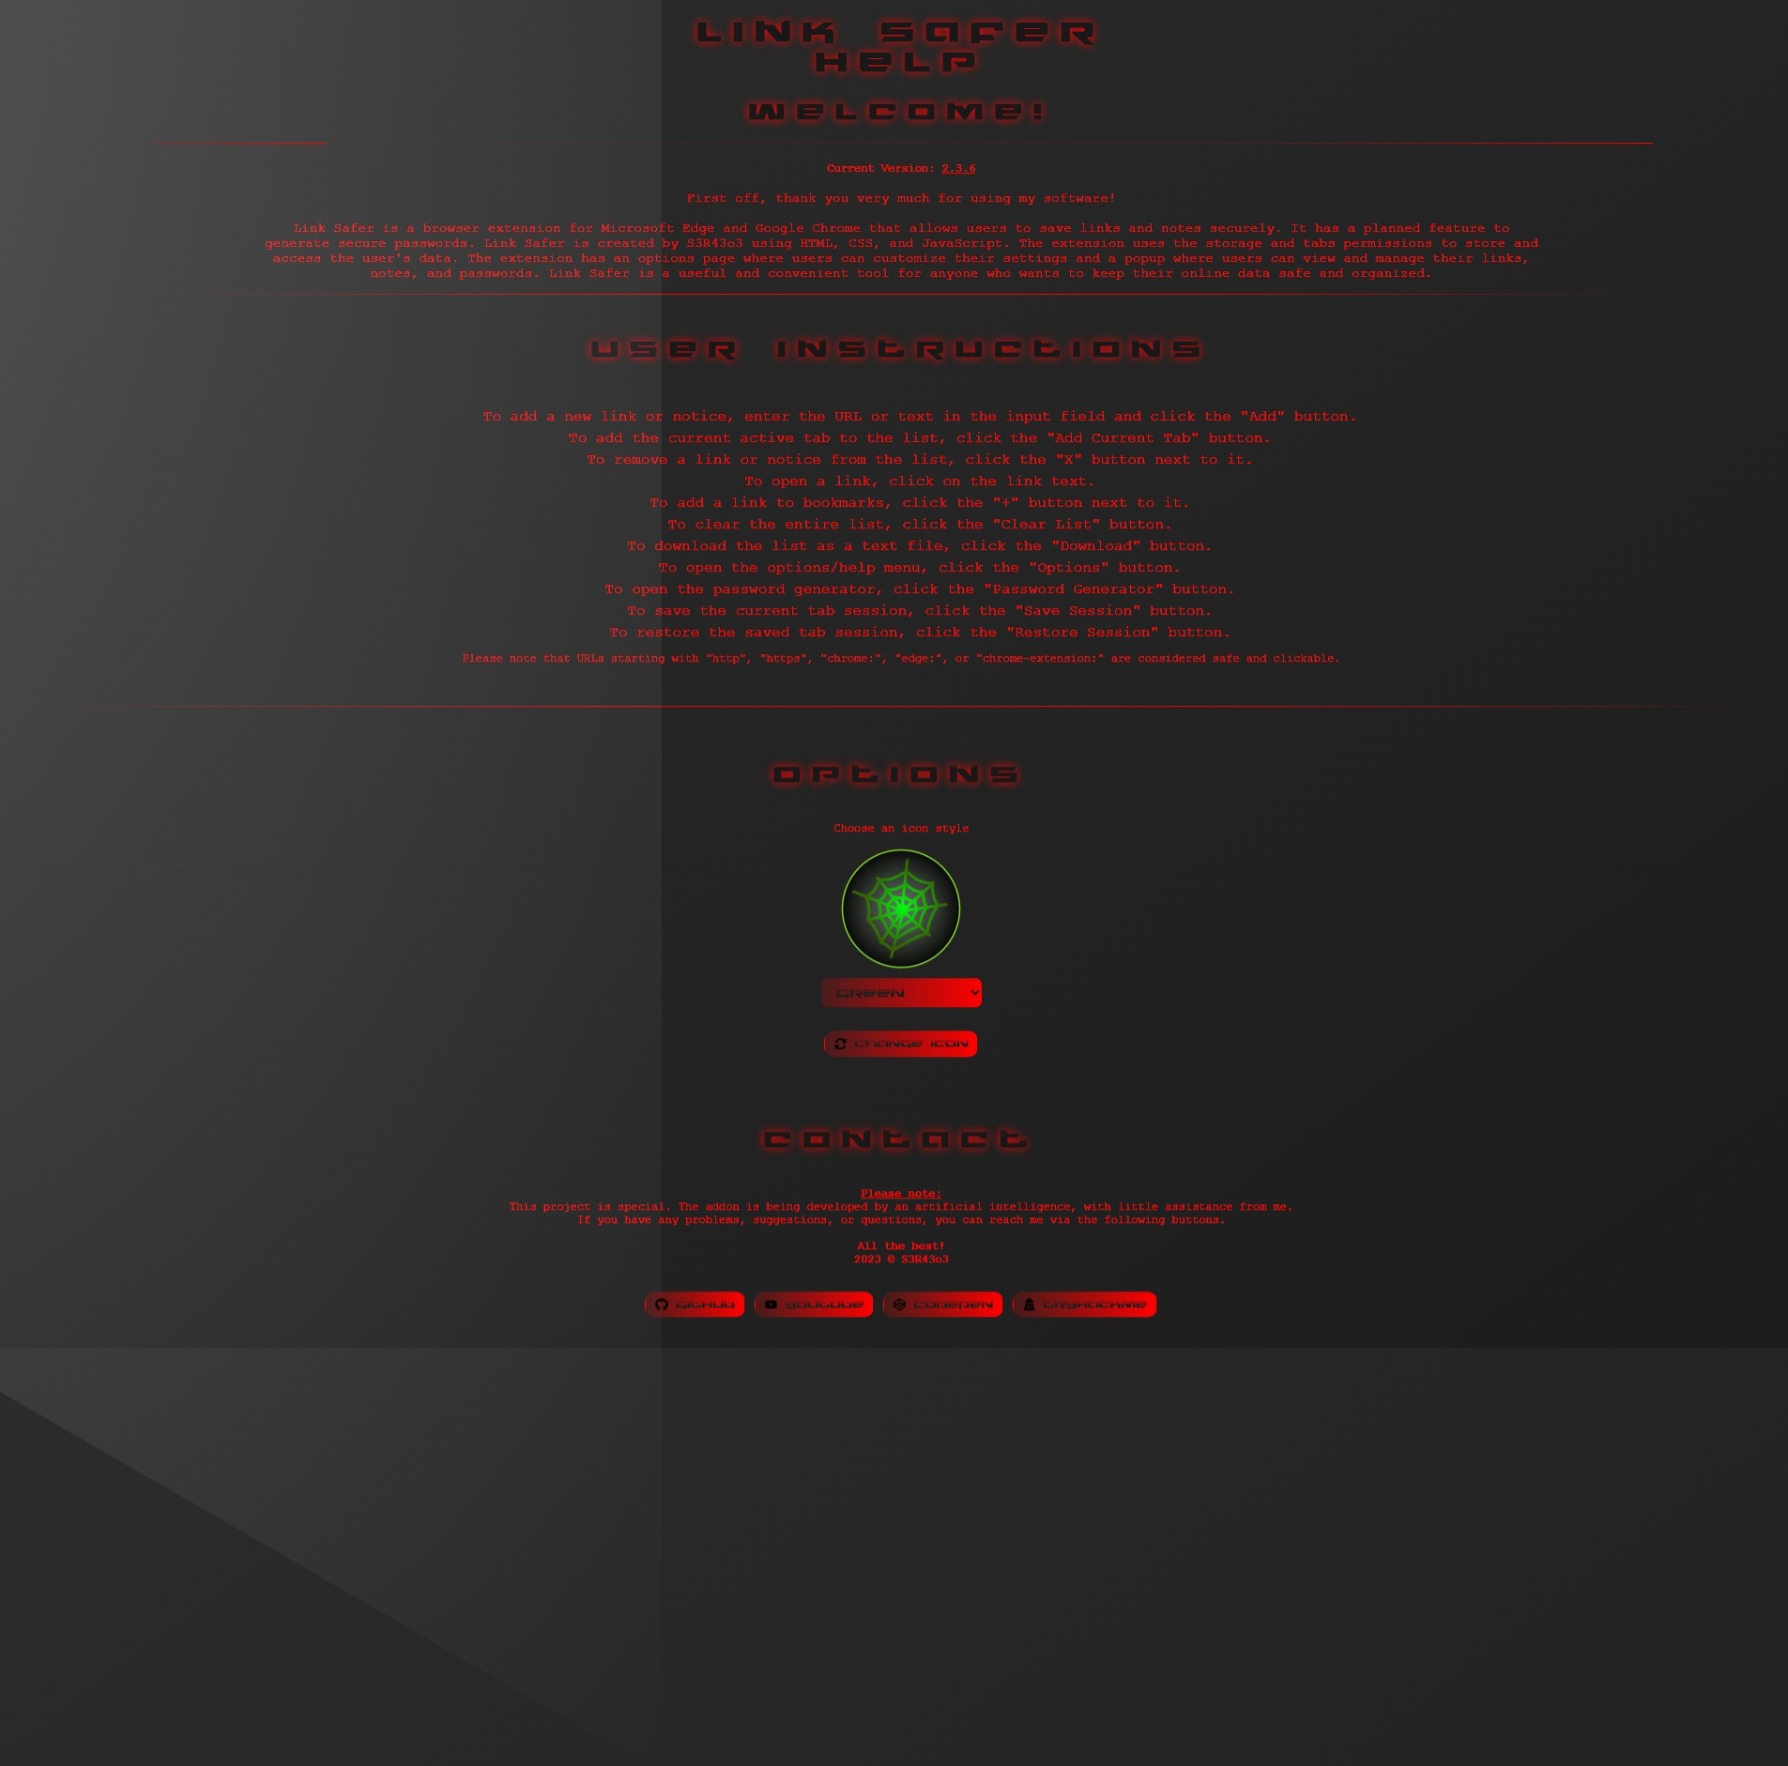 Link Safer
Help
Welcome!
Current Version: 2.3.6
First off, thank you very much for using my software!
Link Safer is a browser extension for Microsoft Edge and Google Chrome that allows users to save links and notes securely. It has a planned feature to
generate secure passwords. Link Safer is created by S3R43o3 using HTML, CSS, and JavaScript. The extension uses the storage and tabs permissions to store and
access the user's data. The extension has an options page where users can customize their settings and a popup where users can view and manage their links,
notes, and passwords. Link Safer is a useful and convenient tool for anyone who wants to keep their online data safe and organized.
User Instructions
To add a new link or notice, enter the URL or text in the input field and click the "Add" button.
To add the current active tab to the list, click the "Add Current Tab" button.
To remove a link or notice from the list, click the "X" button next to it.
To open a link, click on the link text.
To add a link to bookmarks, click the "+" button next to it.
To clear the entire list, click the "Clear List" button.
To download the list as a text file, click the "Download" button.
To open the options/help menu, click the "Options" button.
To open the password generator, click the "Password Generator" button.
To save the current tab session, click the "Save Session" button.
To restore the saved tab session, click the "Restore Session" button.
Please note that URLs starting with "http", "https", "chrome:", "edge:", or "chrome-extension:" are considered safe and clickable.
Options
Choose an icon style
Green
Change Icon
Contact
Please note:
This project is special. The addon is being developed by an artificial intelligence, with little assistance from me.
If you have any problems, suggestions, or questions, you can reach me via the following buttons.
All the best!
2023 @ S3R43o3
GitHub YouTube CodePen TryHackMe